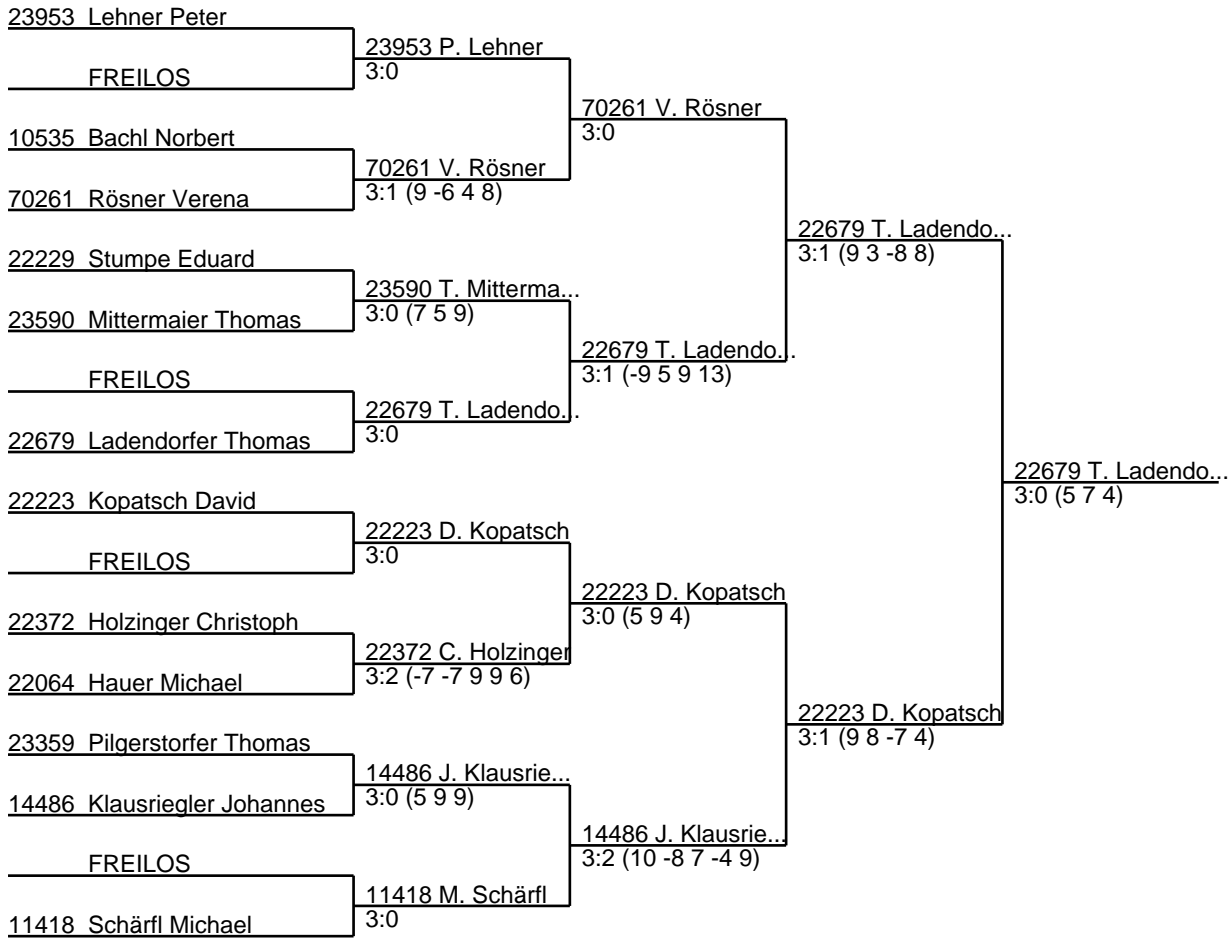 23953 Lehner Peter
FREILOS
10535 Bachl Norbert
70261 Rösner Verena
22229 Stumpe Eduard
23590 Mittermaier Thomas
FREILOS
22679 Ladendorfer Thomas
22223 Kopatsch David
FREILOS
22372 Holzinger Christoph
22064 Hauer Michael
23359 Pilgerstorfer Thomas
14486 Klausriegler Johannes
FREILOS
11418 Schärfl Michael
23953 P. Lehner
3:0
70261 V. Rösner
3:1 (9 -6 4 8)
23590 T. Mitterma...
3:0 (7 5 9)
22679 T. Ladendo...
3:0
22223 D. Kopatsch
3:0
22372 C. Holzinger
3:2 (-7 -7 9 9 6)
14486 J. Klausrie...
3:0 (5 9 9)
11418 M. Schärfl
3:0
70261 V. Rösner
3:0
22679 T. Ladendo...
3:1 (-9 5 9 13)
22223 D. Kopatsch
3:0 (5 9 4)
14486 J. Klausrie...
3:2 (10 -8 7 -4 9)
22679 T. Ladendo...
3:1 (9 3 -8 8)
22223 D. Kopatsch
3:1 (9 8 -7 4)
22679 T. Ladendo...
3:0 (5 7 4)